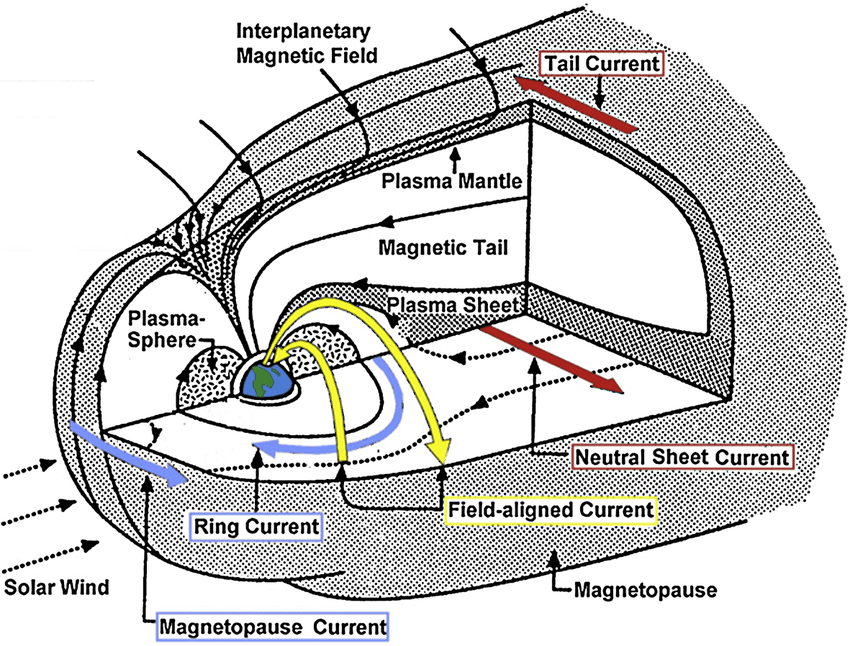 Interplanetary
Magnetic Field
Tail Current
Plasma Mantle
Magnetic Tail
Plasma Sheet
Plasma-
Sphere
Neutral Sheet Current
Field-aligned Current
Ring Current
Solar Wind
Magnetopause
Magnetopause Current